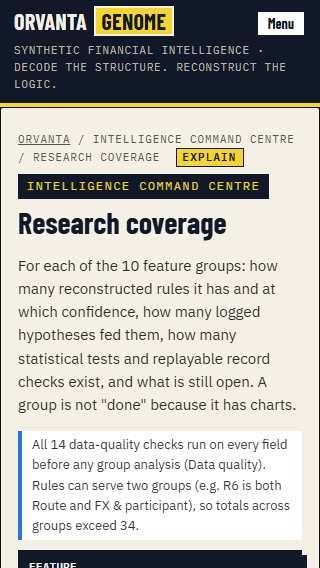 ORVANTA GENOME
Menu
SYNTHETIC FINANCIAL INTELLIGENCE ·
DECODE THE STRUCTURE. RECONSTRUCT THE
LOGIC.
ORVANTA / INTELLIGENCE COMMAND CENTRE
/ RESEARCH COVERAGE EXPLAIN
INTELLIGENCE COMMAND CENTRE
Research coverage
For each of the 10 feature groups: how
many reconstructed rules it has and at
which confidence, how many logged
hypotheses fed them, how many
statistical tests and replayable record
checks exist, and what is still open. A
group is not "done" because it has charts.
All 14 data-quality checks run on every field
before any group analysis (Data quality).
Rules can serve two groups (e.g. R6 is both
Route and FX & participant), so totals across
groups exceed 34.
FEATURE